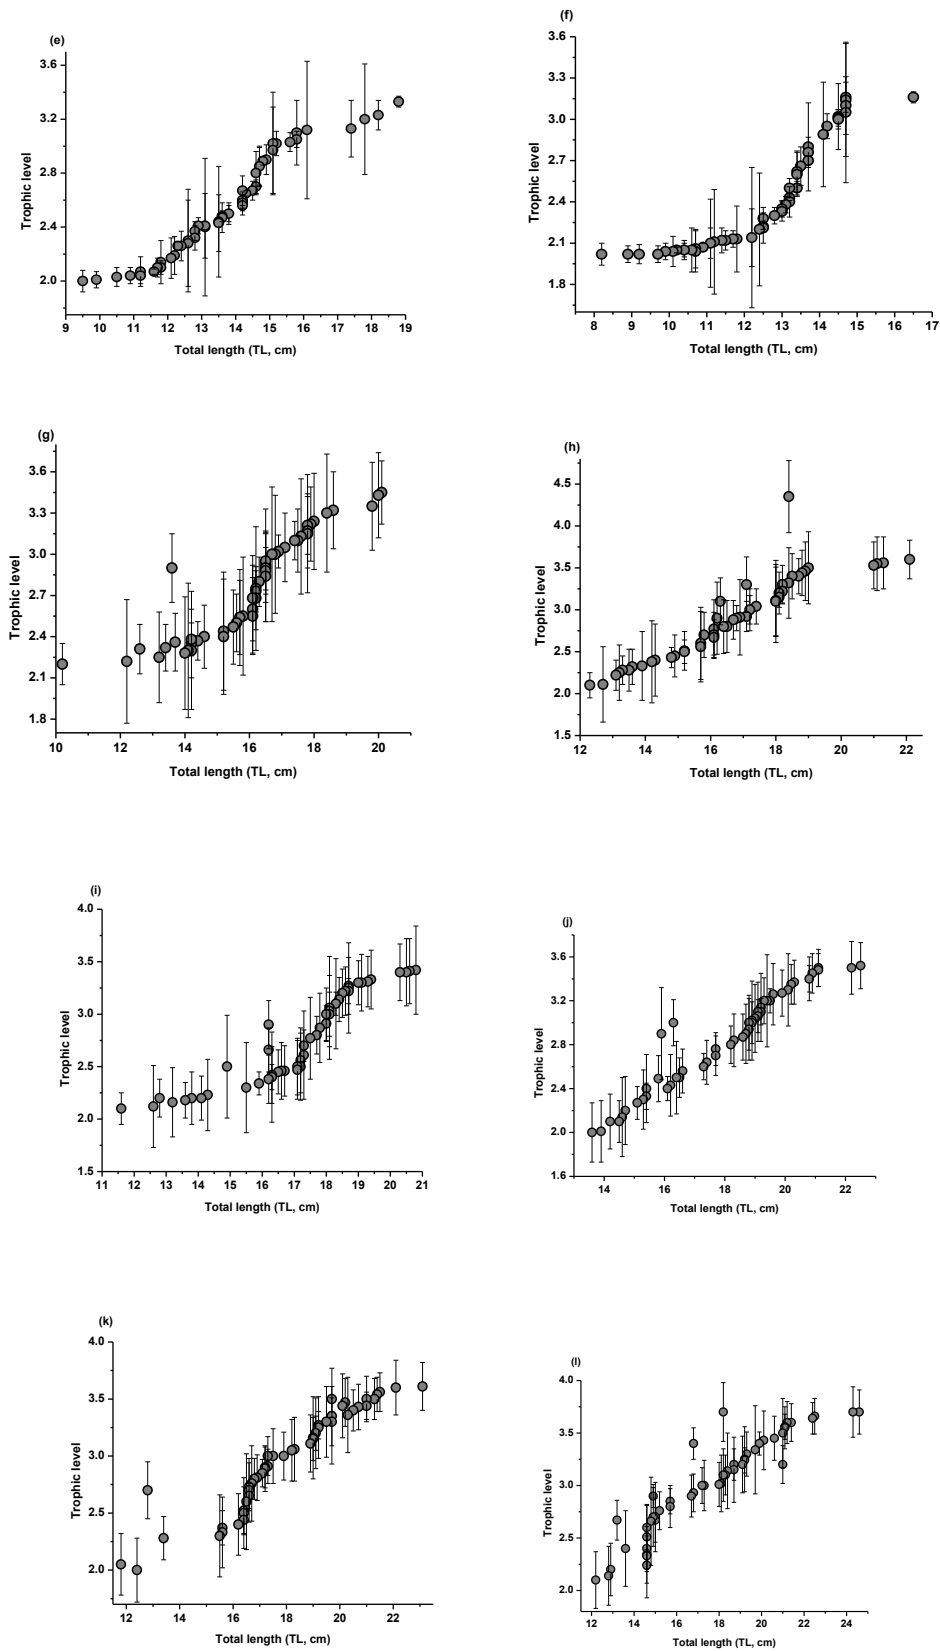 (e)
3.6
3.2
2.8
2.4
2.0
Trophic level
9 10 11 12 13 14 15 16 17 18 19
Total length (TL, cm)
(f)
3.6
3.2
2.7
2.3
1.8
Trophic level
8 9 10 11 12 13 14 15 16 17
Total length (TL, cm)
(g)
3.6
3.3
3.0
2.7
2.4
2.1
1.8
Trophic level
10 12 14 16 18 20
Total length (TL, cm)
(h)
4.5
4.0
3.5
3.0
2.5
2.0
1.5
Trophic level
12 14 16 18 20 22
Total length (TL, cm)
(i)
4.0
3.5
3.0
2.5
2.0
1.5
Trophic level
11 12 13 14 15 16 17 18 19 20 21
Total length (TL, cm)
(j)
3.6
3.2
2.8
2.4
2.0
1.6
Trophic level
14 16 18 20 22
Total length (TL, cm)
(k)
4.0
3.5
3.0
2.5
2.0
Trophic level
12 14 16 18 20 22
Total length (TL, cm)
(l)
4.0
3.5
3.0
2.5
2.0
Trophic level
12 14 16 18 20 22 24
Total length (TL, cm)